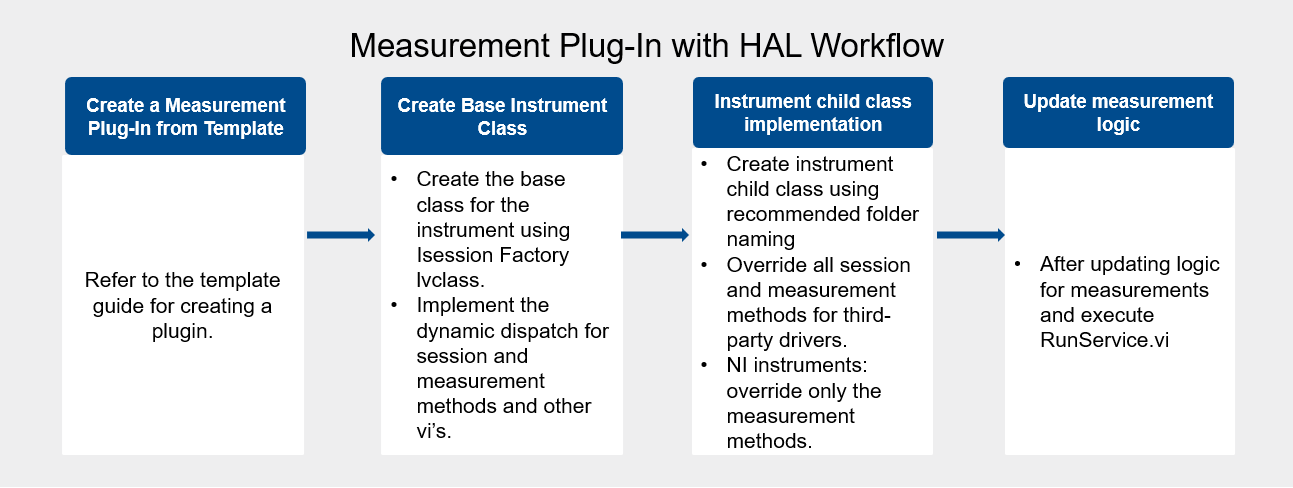 Measurement Plug-In with HAL Workflow
Create a Measurement
Plug-In from Template
Refer to the template
guide for creating a
plugin.
Create Base Instrument
Class
• Create the base
class for the
instrument using
Isession Factory
lvclass.
• Implement the
dynamic dispatch for
session and
measurement
methods and other
vi’s.
Instrument child class
implementation
• Create instrument
child class using
recommended folder
naming
• Override all session
and measurement
methods for third-
party drivers.
• NI instruments:
override only the
measurement
methods.
Update measurement
logic
• After updating logic
for measurements
and execute
RunService.vi